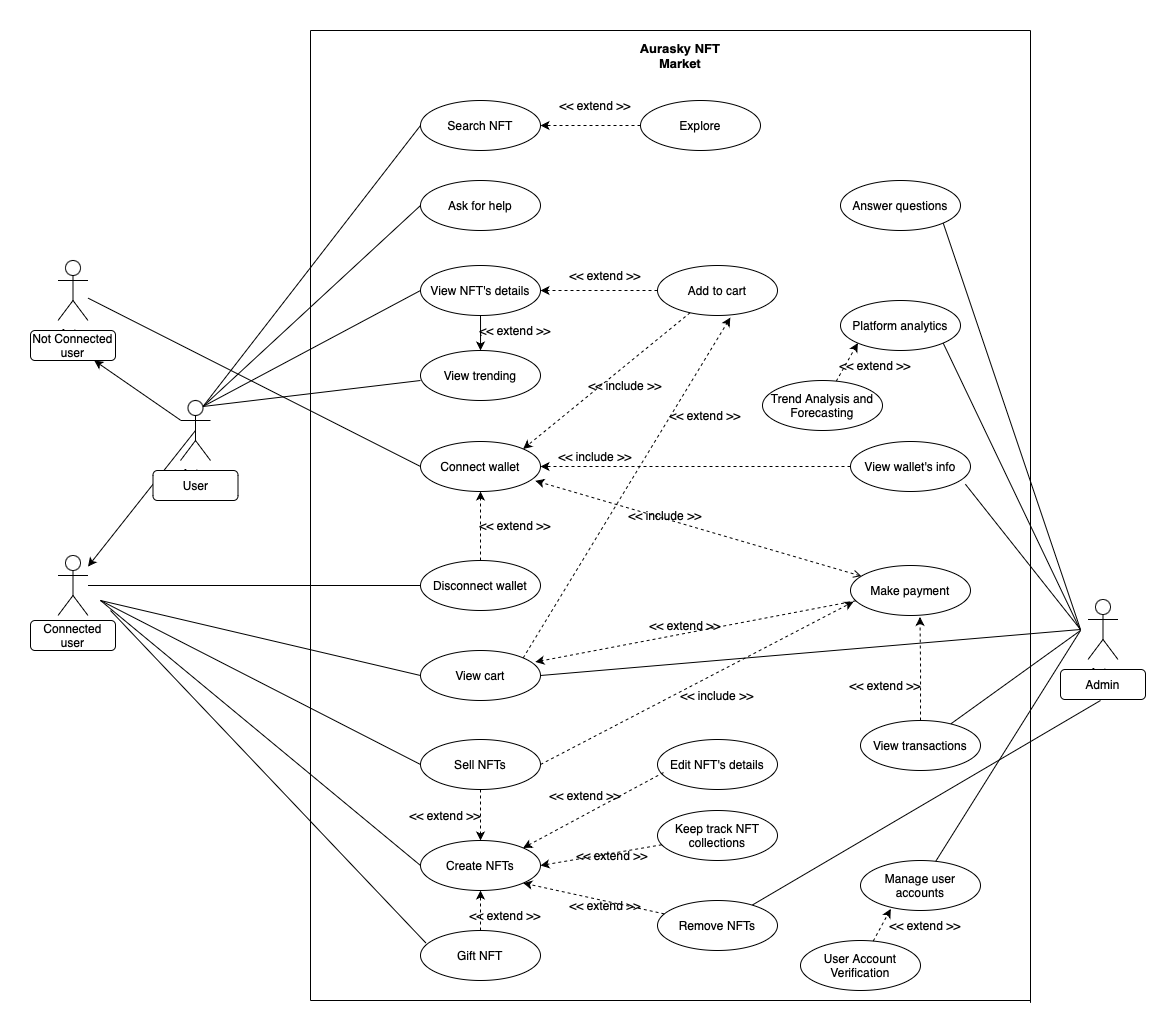 Aurasky NFT
Market
<< extend >>
Search NFT
Explore
Ask for help
Answer questions
<< extend >>
View NFT's details
Add to cart
<< extend >>
Platform analytics
Not Connected
user
<< extend >>
View trending
<< include >>
Trend Analysis and
Forecasting
<< extend >>
<< include >>
Connect wallet
View wallet's info
User
<< include >>
<< extend >>
Disconnect wallet
Make payment
Connected
user
<< extend >>
View cart
<< extend >>
Admin
<< include >>
View transactions
Sell NFTs
Edit NFT's details
<< extend >>
<< extend >>
Keep track NFT
collections
<< extend >>
Create NFTs
Manage user
accounts
<< extend >>
<< extend >>
Remove NFTs
<< extend >>
Gift NFT
User Account
Verification